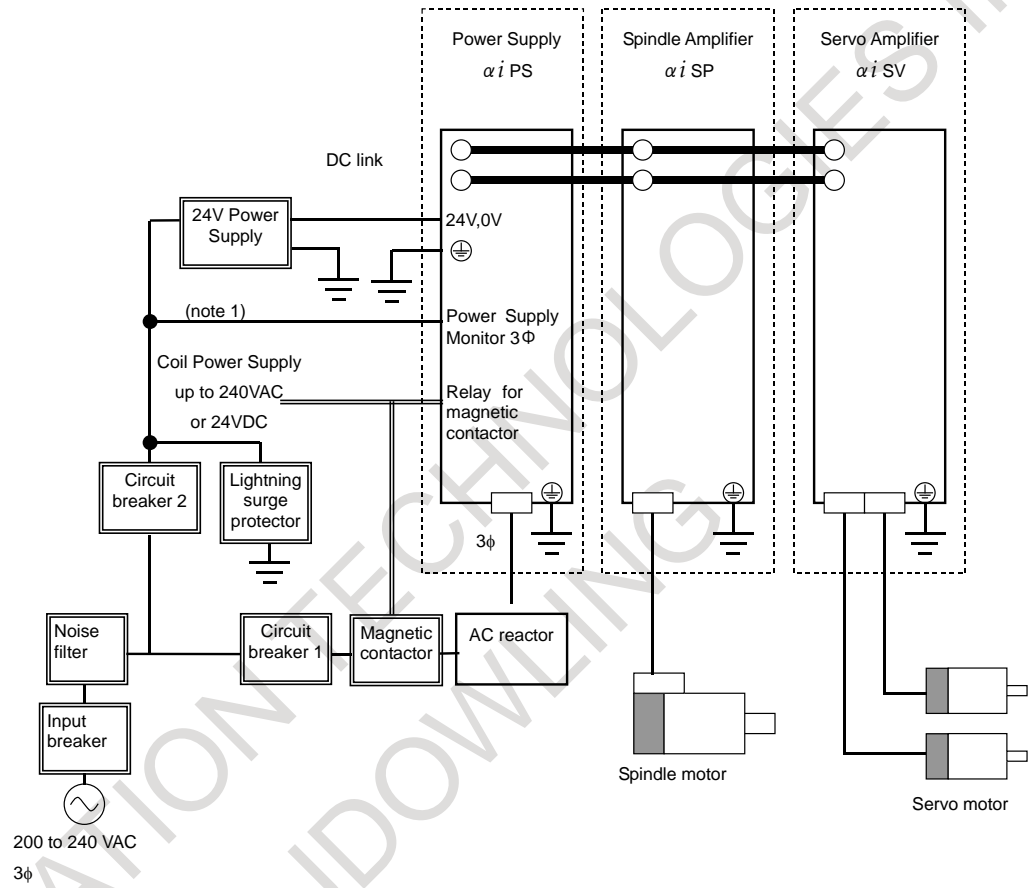 Power Supply
α i PS
Spindle Amplifier
α i SP
Servo Amplifier
α i SV
DC link
24V Power
Supply
24V,0V
(note 1)
Power Supply
Monitor 3Φ
Coil Power Supply
up to 240VAC
or 24VDC
Relay for
magnetic
contactor
Circuit
breaker 2
Lightning
surge
protector
3ϕ
Noise
filter
Circuit
breaker 1
Magnetic
contactor
AC reactor
Input
breaker
Spindle motor
Servo motor
200 to 240 VAC
3ϕ
ATION TECHNOLOGIES
IDOWLING